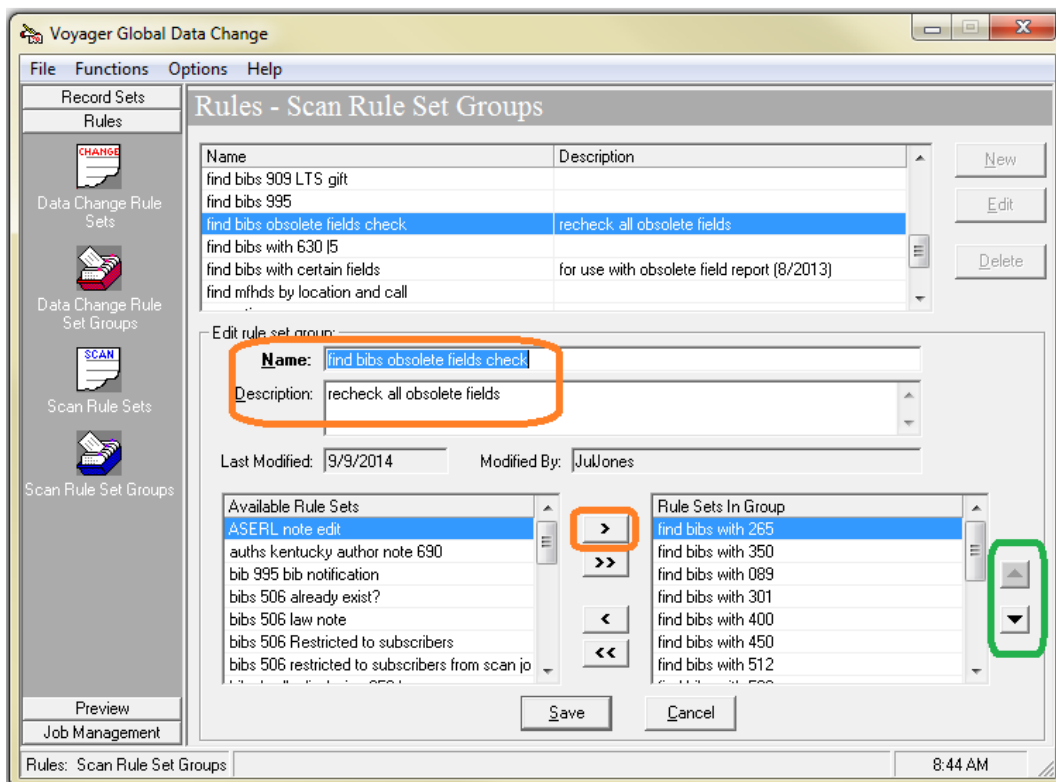 Voyager Global Data Change
File Functions Options Help
Record Sets
Rules
CHANGE
Data Change Rule
Sets
Data Change Rule
Set Groups
SCAN
Scan Rule Sets
Scan Rule Set Groups
Preview
Job Management
Rules - Scan Rule Set Groups
Name Description
find bibs 909 LTS gift
find bibs 995
find bibs obsolete fields check recheck all obsolete fields
find bibs with 630 |5
find bibs with certain fields for use with obsolete field report (8/2013)
find mfhds by location and call
New
Edit
Delete
Edit rule set group:
Name: find bibs obsolete fields check
Description: recheck all obsolete fields
Last Modified: 9/9/2014 Modified By: JulJones
Available Rule Sets
ASERL note edit
auths kentucky author note 690
bib 995 bib notification
bibs 506 already exist?
bibs 506 law note
bibs 506 Restricted to subscribers
bibs 506 restricted to subscribers from scan jo
>
>>
<
<<
Rule Sets In Group
find bibs with 265
find bibs with 350
find bibs with 089
find bibs with 301
find bibs with 400
find bibs with 450
find bibs with 512
Save Cancel
Rules: Scan Rule Set Groups 8:44 AM